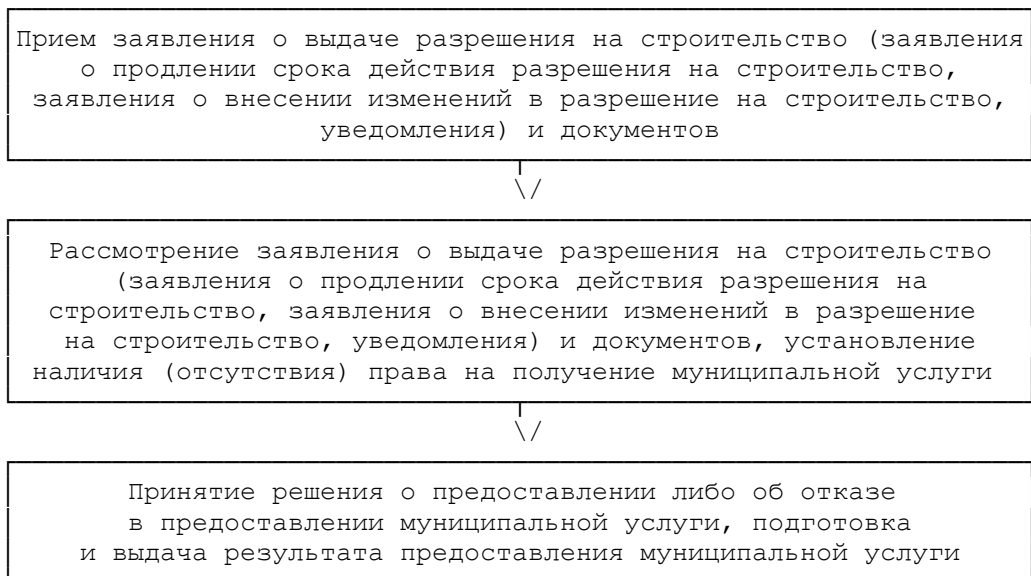 Прием заявления о выдаче разрешения на строительство (заявления
о продлении срока действия разрешения на строительство,
заявления о внесении изменений в разрешение на строительство,
уведомления) и документов
\/
Рассмотрение заявления о выдаче разрешения на строительство
(заявления о продлении срока действия разрешения на
строительство, заявления о внесении изменений в разрешение
на строительство, уведомления) и документов, установление
наличия (отсутствия) права на получение муниципальной услуги
\/
Принятие решения о предоставлении либо об отказе
в предоставлении муниципальной услуги, подготовка
и выдача результата предоставления муниципальной услуги